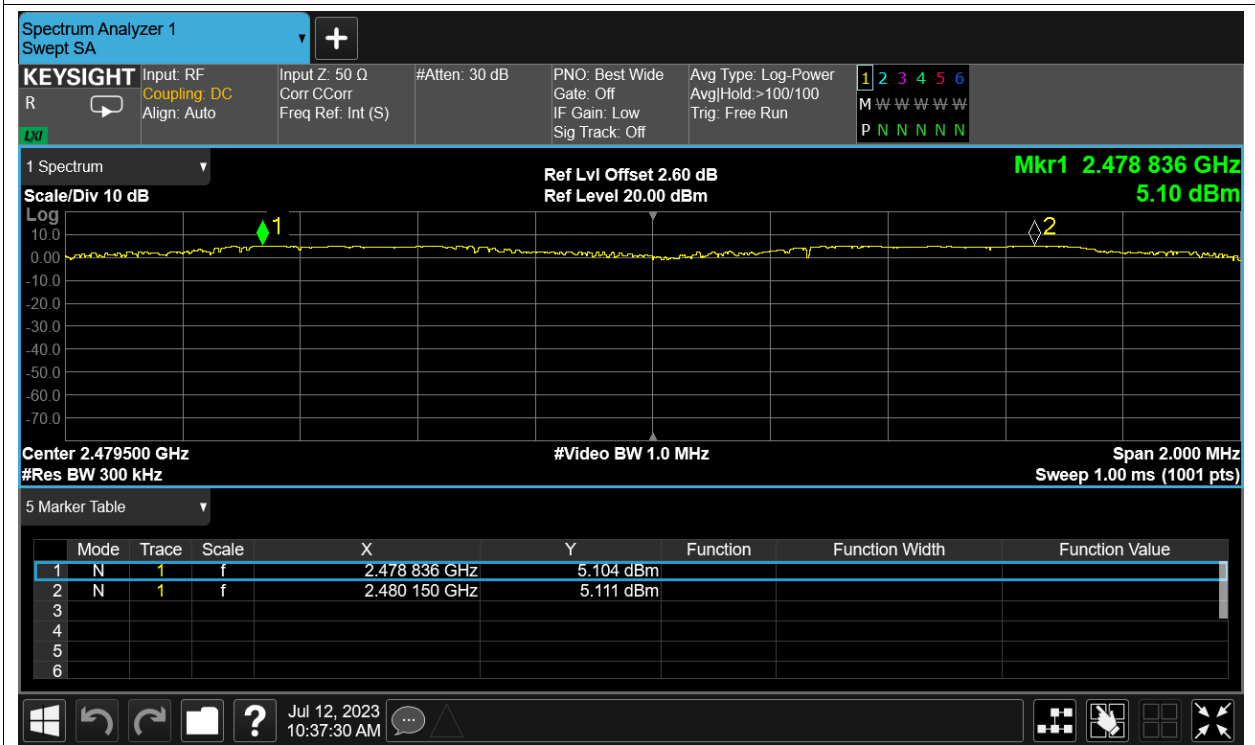 Spectrum Analyzer 1
Swept SA
KEYSIGHT
R
LXI
Input: RF
Coupling: DC
Align: Auto
Input Z: 50 Ω
Corr CCorr
Freq Ref: Int (S)
#Atten: 30 dB
PNO: Best Wide
Gate: Off
IF Gain: Low
Sig Track: Off
Avg Type: Log-Power
Avg|Hold:>100/100
Trig: Free Run
1 2 3 4 5 6
M W W W W W
P N N N N N
1 Spectrum
Scale/Div 10 dB
Ref Lvl Offset 2.60 dB
Ref Level 20.00 dBm
Mkr1 2.478 836 GHz
5.10 dBm
Log
10.0
0.00
-10.0
-20.0
-30.0
-40.0
-50.0
-60.0
-70.0
1
2
Center 2.479500 GHz
#Video BW 1.0 MHz
Span 2.000 MHz
#Res BW 300 kHz
Sweep 1.00 ms (1001 pts)
5 Marker Table
Mode Trace Scale X Y Function Function Width Function Value
1 N 1 f 2.478 836 GHz 5.104 dBm
2 N 1 f 2.480 150 GHz 5.111 dBm
3
4
5
6
?
Jul 12, 2023
10:37:30 AM